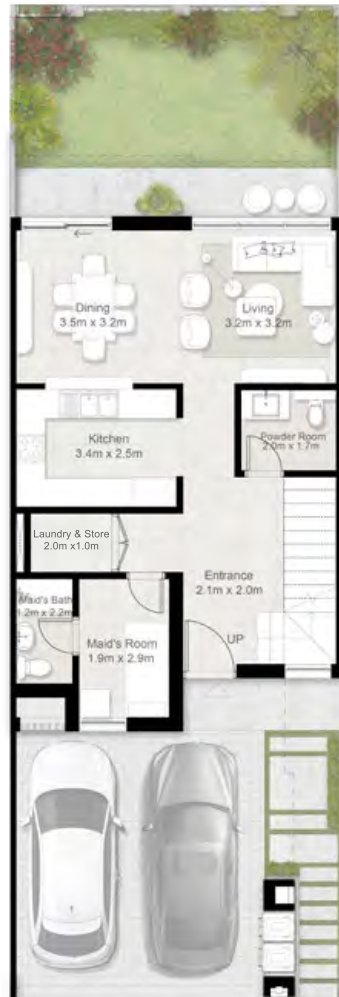 Dining
3.5m x 3.2m
Living
3.2m x 3.2m
Kitchen
3.4m x 2.5m
Powder Room
2.0m x 1.7m
Laundry & Store
2.0m x1.0m
Entrance
2.1m x 2.0m
Maid's Bath
1.2m x 2.2m
Maid's Room
1.9m x 2.9m
UP